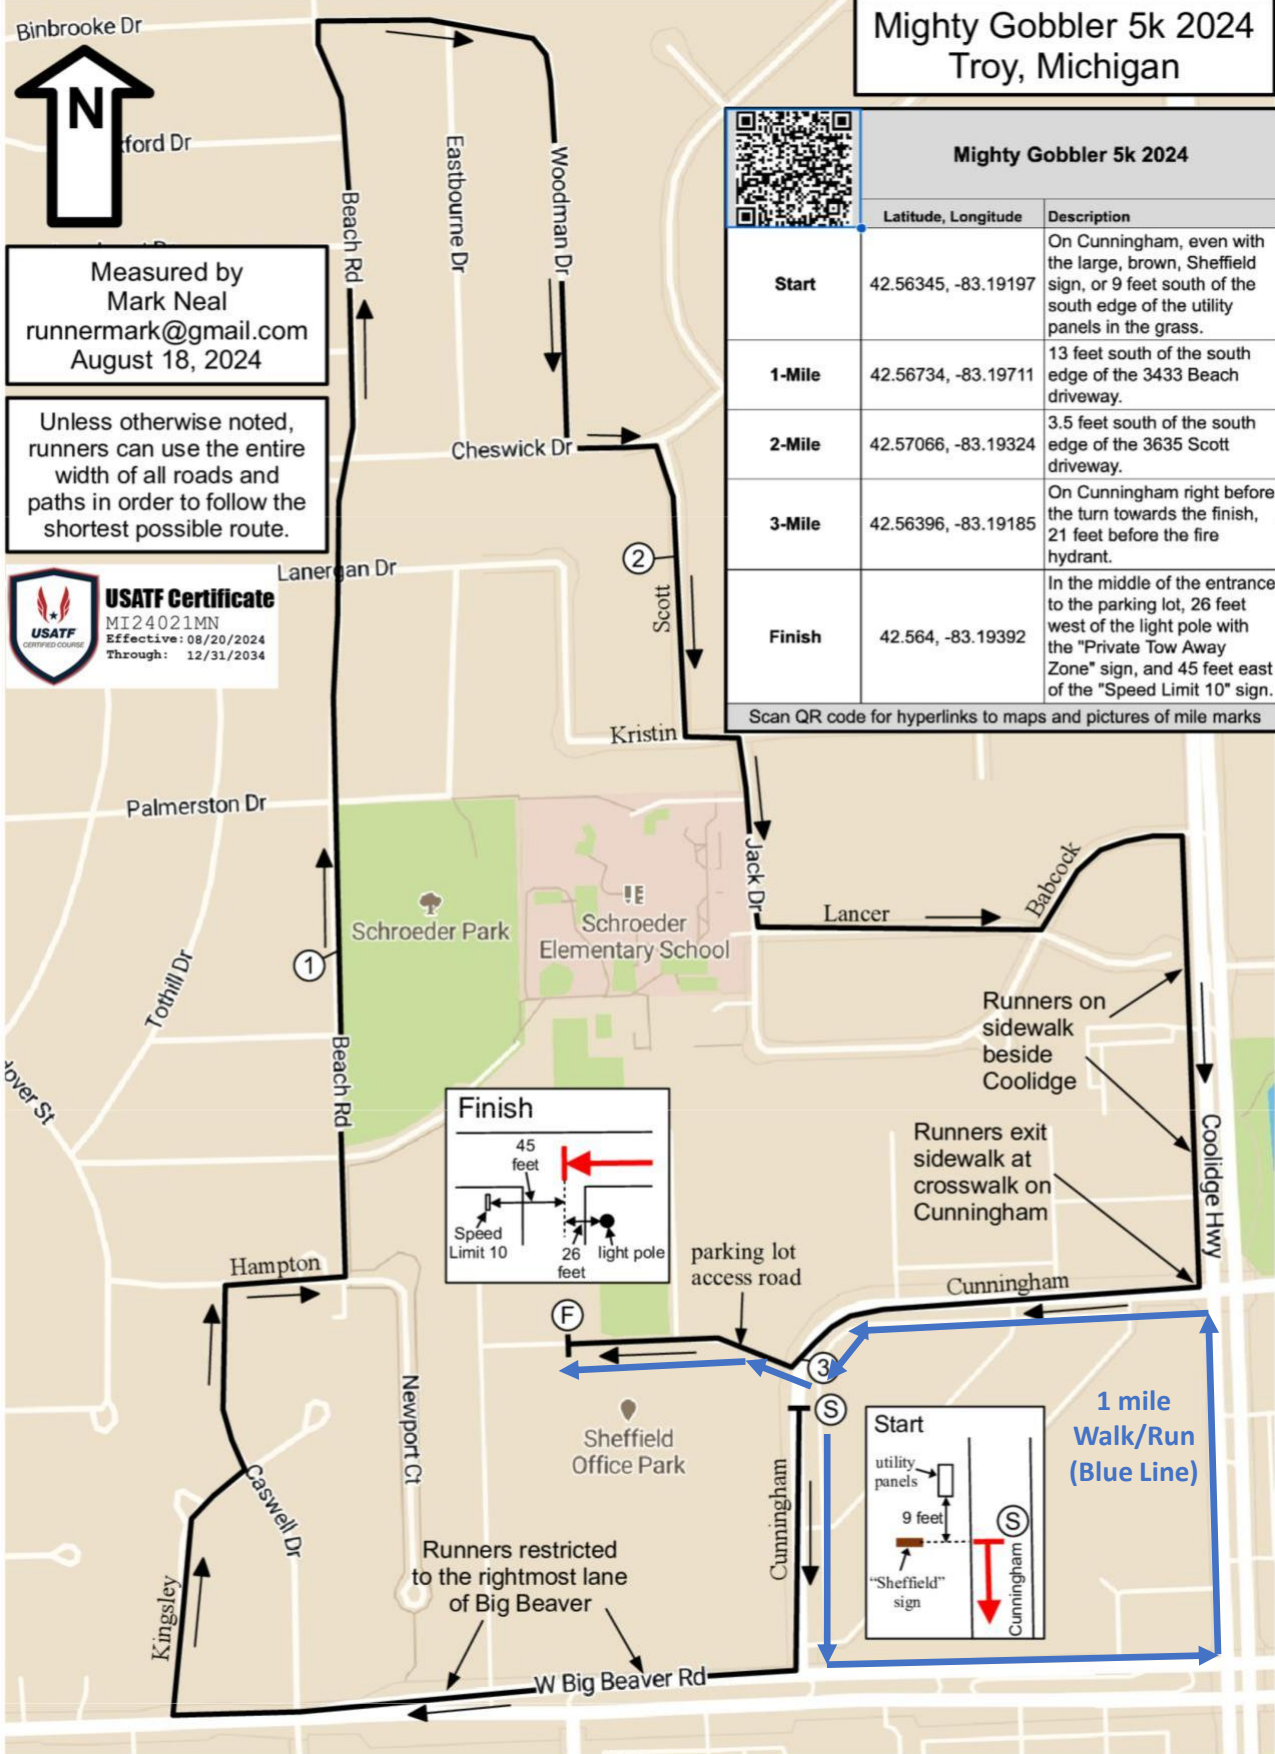 Mighty Gobbler 5k 2024
Troy, Michigan
Binbrooke Dr
N
ford Dr
Beach Rd
Eastbourne Dr
Woodman Dr
Measured by
Mark Neal
runnermark@gmail.com
August 18, 2024
Unless otherwise noted,
runners can use the entire
width of all roads and
paths in order to follow the
shortest possible route.
USATF
CERTIFIED COURSE
USATF Certificate
MI24021MN
Effective: 08/20/2024
Through: 12/31/2034
Mighty Gobbler 5k 2024
Latitude, Longitude
Description
Start
42.56345, -83.19197
On Cunningham, even with
the large, brown, Sheffield
sign, or 9 feet south of the
south edge of the utility
panels in the grass.
1-Mile
42.56734, -83.19711
13 feet south of the south
edge of the 3433 Beach
driveway.
2-Mile
42.57066, -83.19324
3.5 feet south of the south
edge of the 3635 Scott
driveway.
3-Mile
42.56396, -83.19185
On Cunningham right before
the turn towards the finish,
21 feet before the fire
hydrant.
Finish
42.564, -83.19392
In the middle of the entrance
to the parking lot, 26 feet
west of the light pole with
the "Private Tow Away
Zone" sign, and 45 feet east
of the "Speed Limit 10" sign.
Scan QR code for hyperlinks to maps and pictures of mile marks
Cheswick Dr
Lanergan Dr
2
Scott
Kristin
Palmerston Dr
Jack Dr
Schroeder Park
Schroeder
Elementary School
Lancer
Babcock
1
Tothill Dr
over St
Beach Rd
Runners on
sidewalk
beside
Coolidge
Runners exit
sidewalk at
crosswalk on
Cunningham
Coolidge Hwy
Finish
45
feet
Speed
Limit 10
26
feet
light pole
parking lot
access road
Hampton
Cunningham
F
3
S
Newport Ct
Sheffield
Office Park
Caswell Dr
Kingsley
Cunningham
Start
utility
panels
9 feet
S
"Sheffield"
sign
Cunningham
1 mile
Walk/Run
(Blue Line)
Runners restricted
to the rightmost lane
of Big Beaver
W Big Beaver Rd